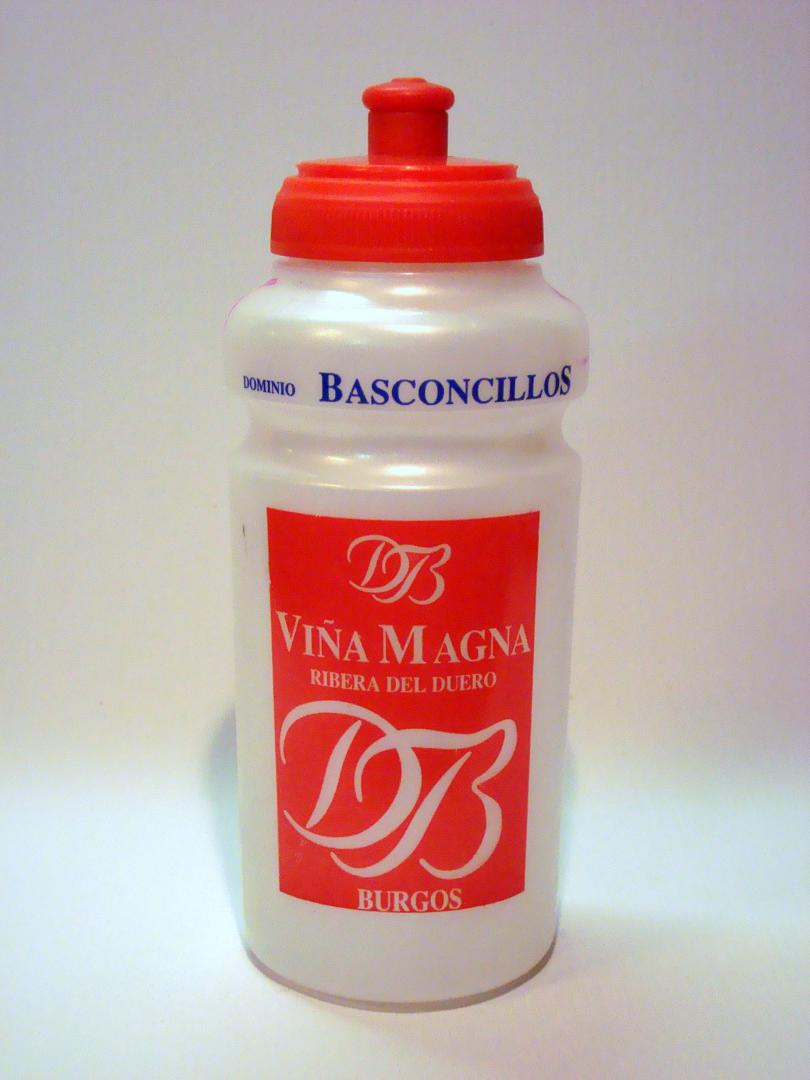 DOMINIO BASCONCILLOS
DB
VIÑA MAGNA
RIBERA DEL DUERO
DB
BURGOS